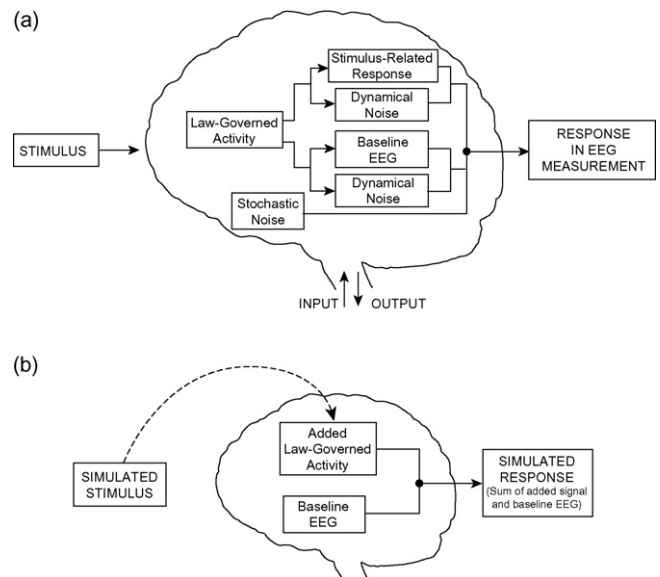 (a)
Stimulus-Related
Response
Dynamical
Noise
Law-Governed
Activity
STIMULUS
Baseline
EEG
RESPONSE
IN EEG
MEASUREMENT
Dynamical
Noise
Stochastic
Noise
INPUT
OUTPUT
(b)
Added
Law-Governed
Activity
SIMULATED
STIMULUS
SIMULATED
RESPONSE
(Sum of added signal
and baseline EEG)
Baseline
EEG